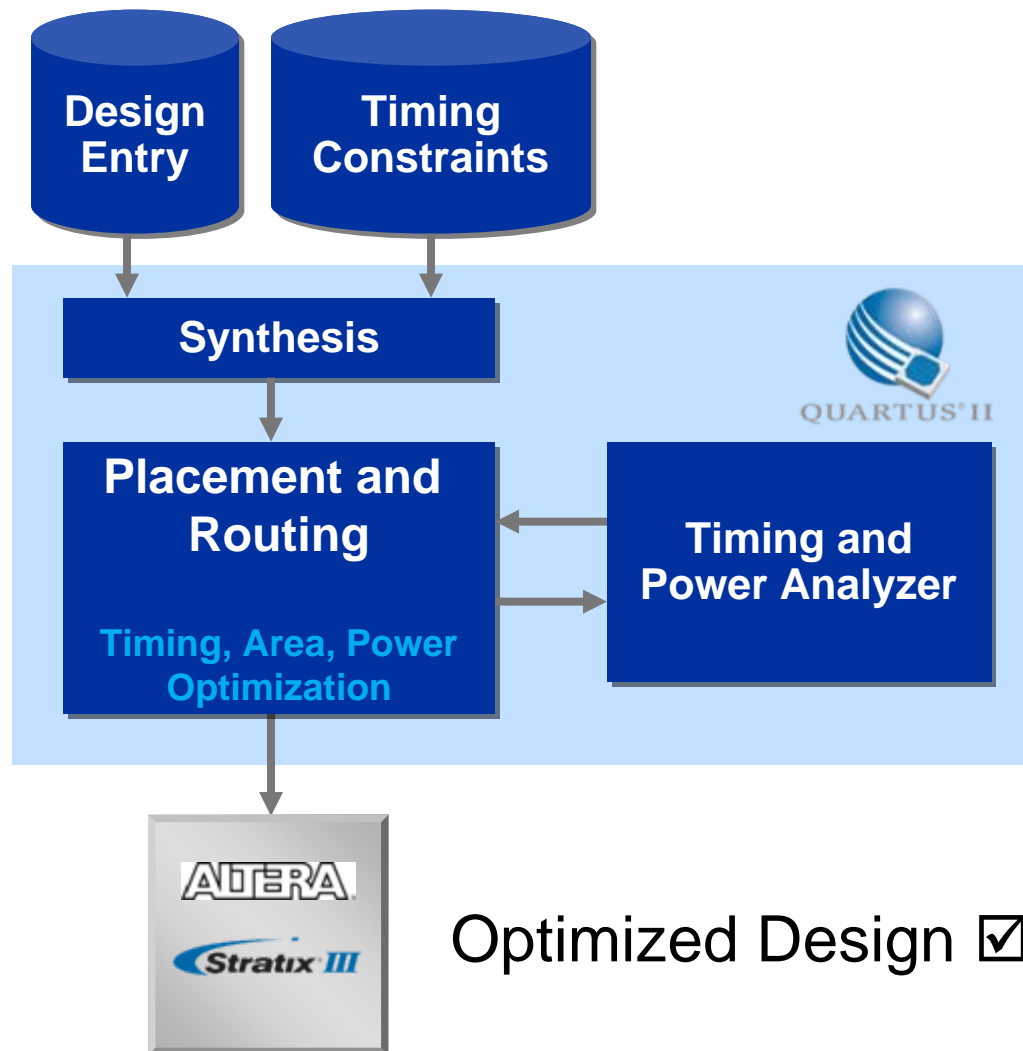 Design
Entry
Timing
Constraints
Synthesis
QUARTUS® II
Placement and
Routing
Timing and
Power Analyzer
Timing, Area, Power
Optimization
ALTERA
Stratix III
Optimized Design ☑